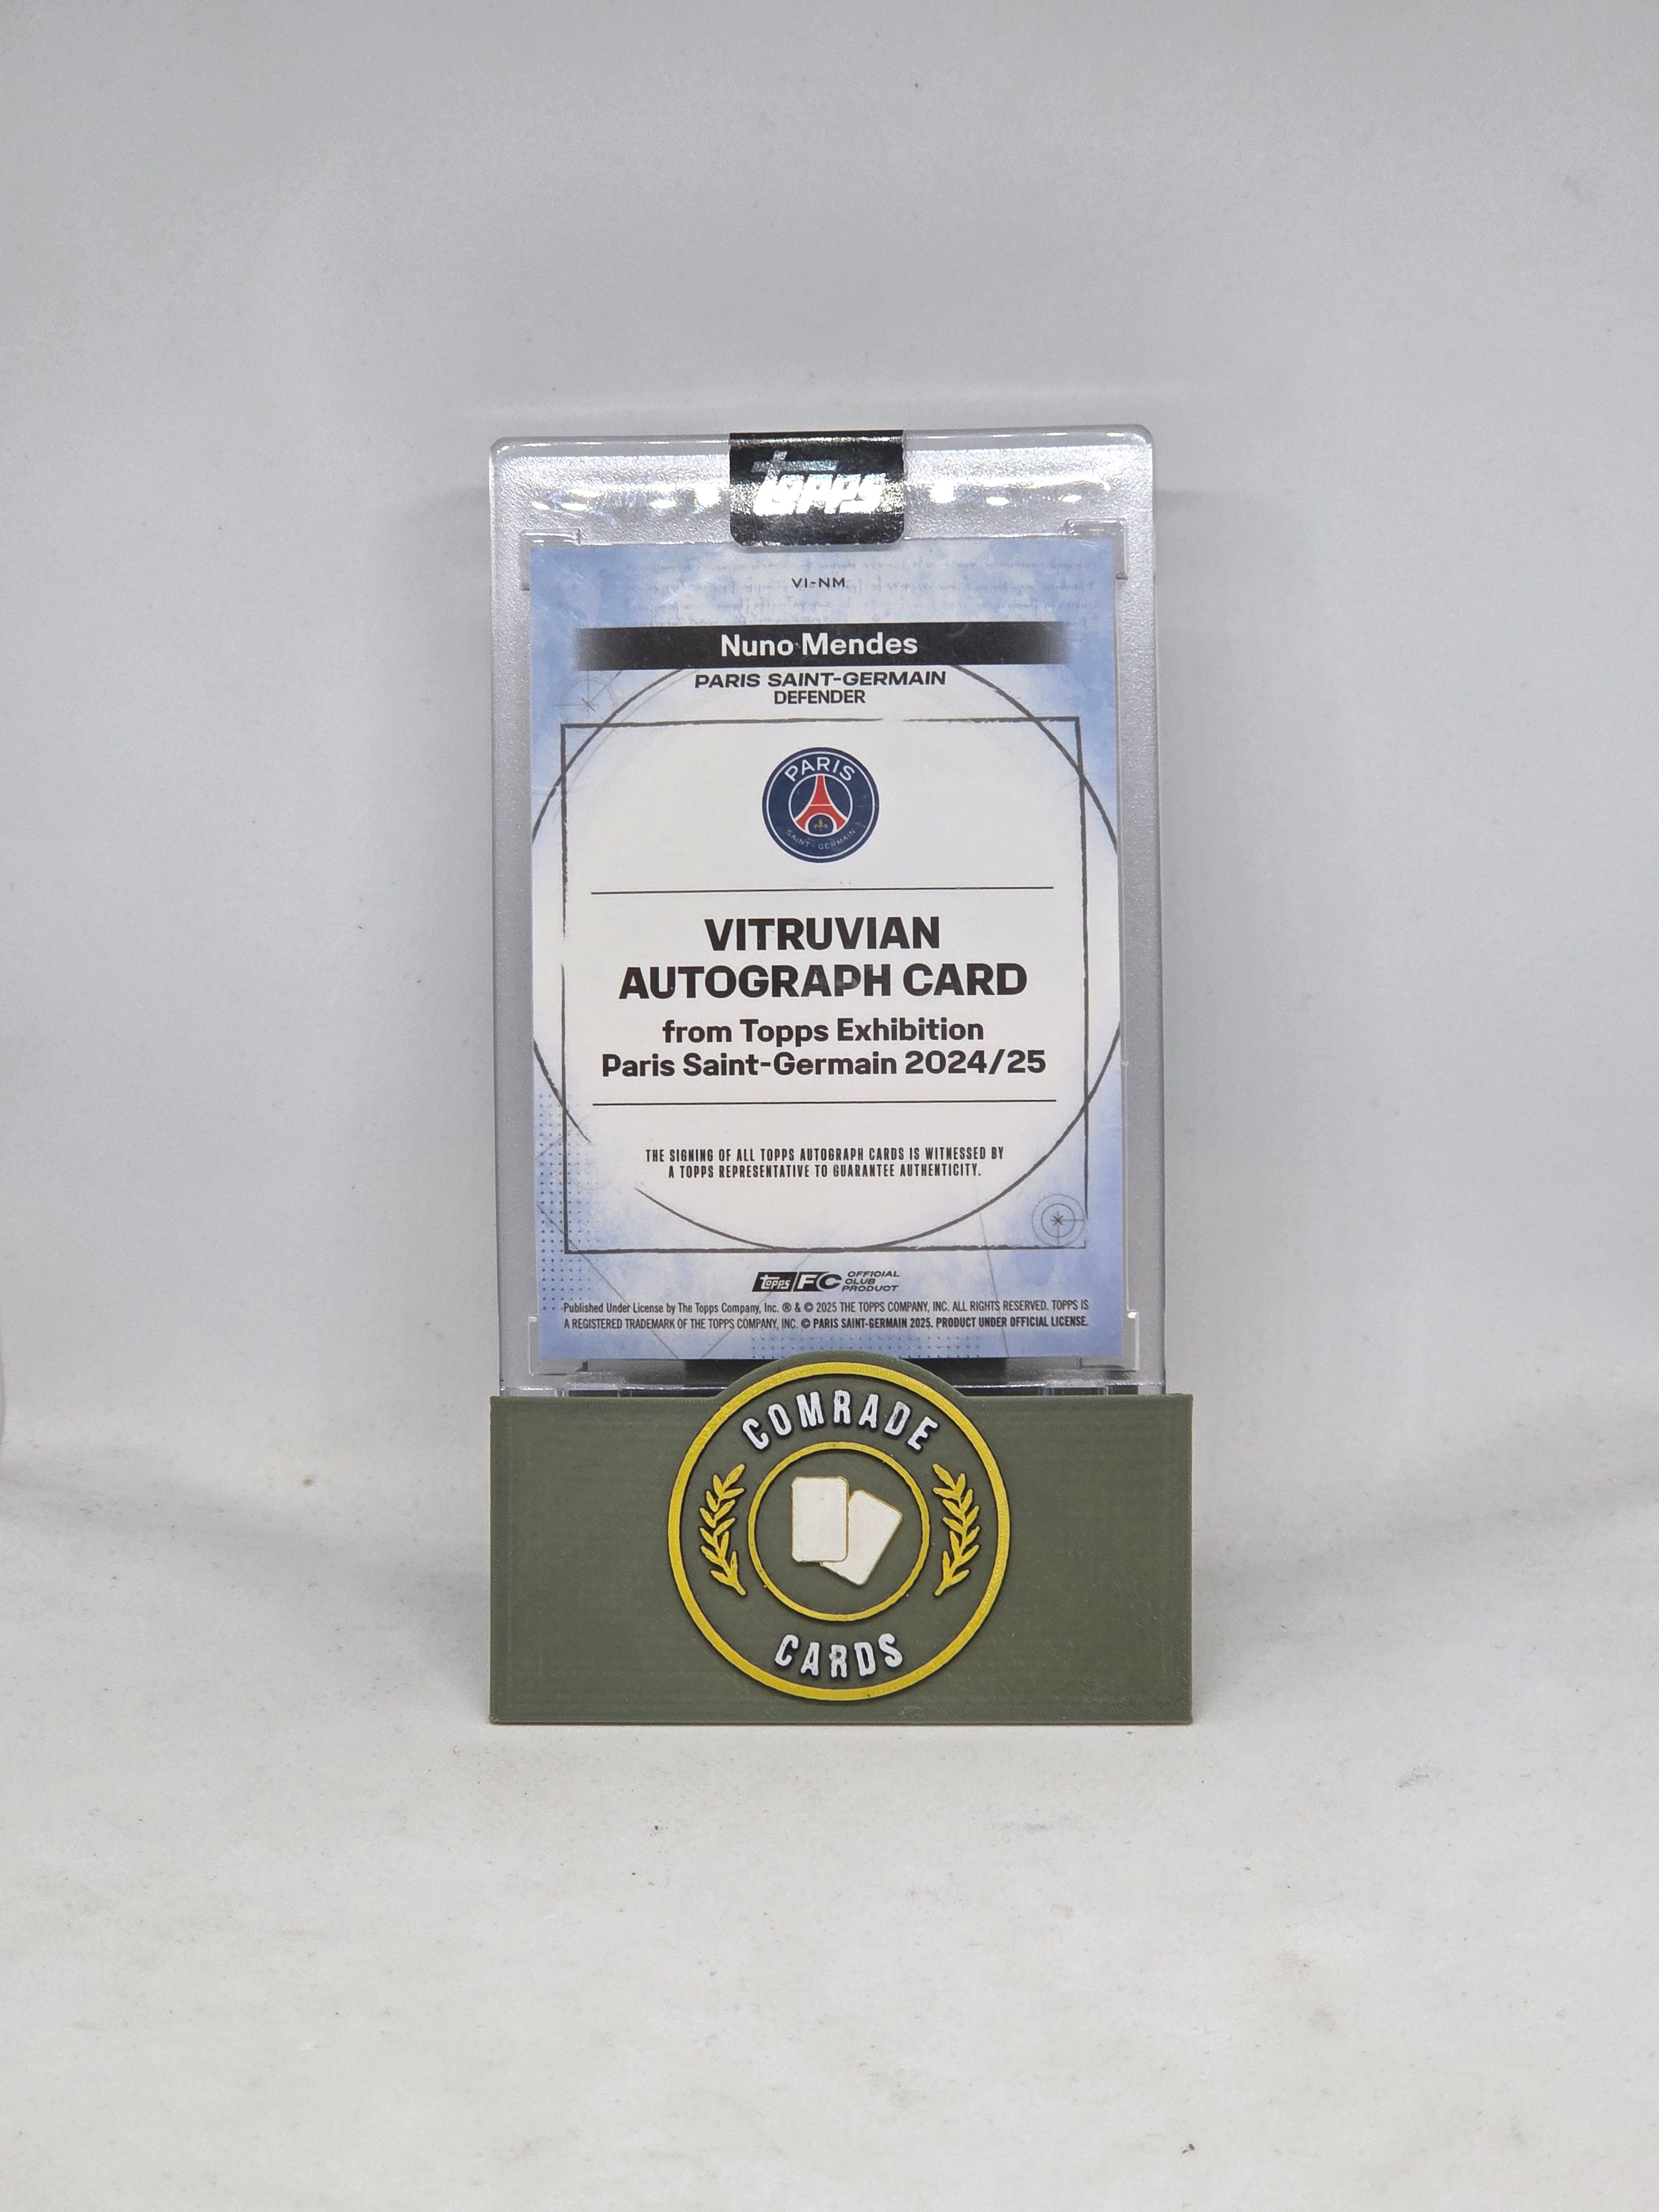 Topps
VI-NM
Nuno Mendes
PARIS SAINT-GERMAIN
DEFENDER
PARIS
SAINT-GERMAIN
VITRUVIAN
AUTOGRAPH CARD
from Topps Exhibition
Paris Saint-Germain 2024/25
THE SIGNING OF ALL TOPPS AUTOGRAPH CARDS IS WITNESSED BY
A TOPPS REPRESENTATIVE TO GUARANTEE AUTHENTICITY.
Topps FC OFFICIAL
CLUB
PRODUCT
Published Under License by The Topps Company, Inc. ® & © 2025 THE TOPPS COMPANY, INC. ALL RIGHTS RESERVED. TOPPS IS
A REGISTERED TRADEMARK OF THE TOPPS COMPANY, INC. © PARIS SAINT-GERMAIN 2025. PRODUCT UNDER OFFICIAL LICENSE.
COMRADE
CARDS